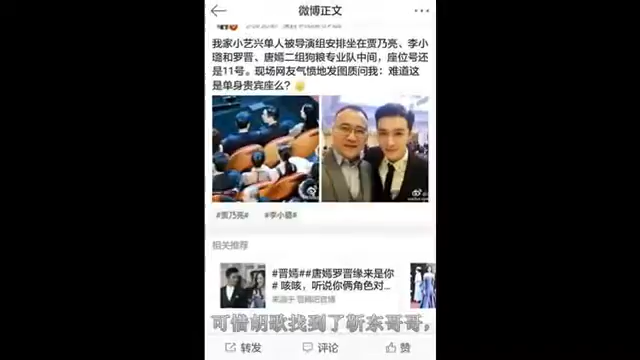 微博正文
我家小艺兴单人被导演组安排坐在贾乃亮、李小
璐和罗晋、唐嫣二组狗粮专业队中间，座位号还
是11号。现场网友气愤地发图质问我：难道这
是单身贵宾座么？
#贾乃亮#
#李小璐#
相关推荐
#晋嫣##唐嫣罗晋缘来是你
# 咳咳，听说你俩角色对...
可惜胡歌找到了靳东哥哥，
转发
评论
赞